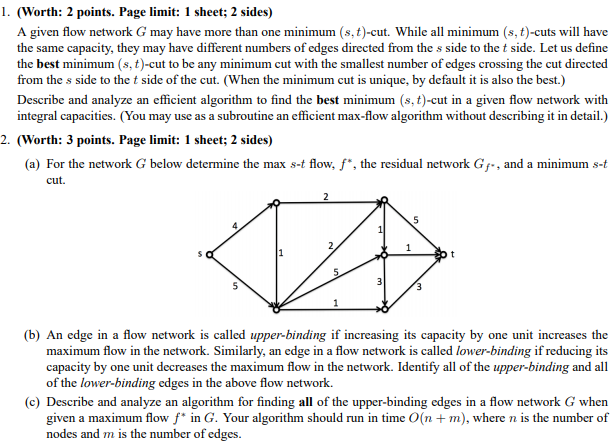 1. (Worth: 2 points. Page limit: 1 sheet; 2 sides)
A given flow network G may have more than one minimum (s,t)-cut. While all minimum (s,t)-cuts will have
the same capacity, they may have different numbers of edges directed from the s side to the t side. Let us define
the best minimum (s,t)-cut to be any minimum cut with the smallest number of edges crossing the cut directed
from the s side to the t side of the cut. (When the minimum cut is unique, by default it is also the best.)
Describe and analyze an efficient algorithm to find the best minimum (s,t)-cut in a given flow network with
integral capacities. (You may use as a subroutine an efficient max-flow algorithm without describing it in detail.)
2. (Worth: 3 points. Page limit: 1 sheet; 2 sides)
(a) For the network G below determine the max s-t flow, f*, the residual network G_f*, and a minimum s-t
cut.
2
4
5
1
2
1
1
s
t
5
5
3
3
1
(b) An edge in a flow network is called upper-binding if increasing its capacity by one unit increases the
maximum flow in the network. Similarly, an edge in a flow network is called lower-binding if reducing its
capacity by one unit decreases the maximum flow in the network. Identify all of the upper-binding and all
of the lower-binding edges in the above flow network.
(c) Describe and analyze an algorithm for finding all of the upper-binding edges in a flow network G when
given a maximum flow f* in G. Your algorithm should run in time O(n + m), where n is the number of
nodes and m is the number of edges.